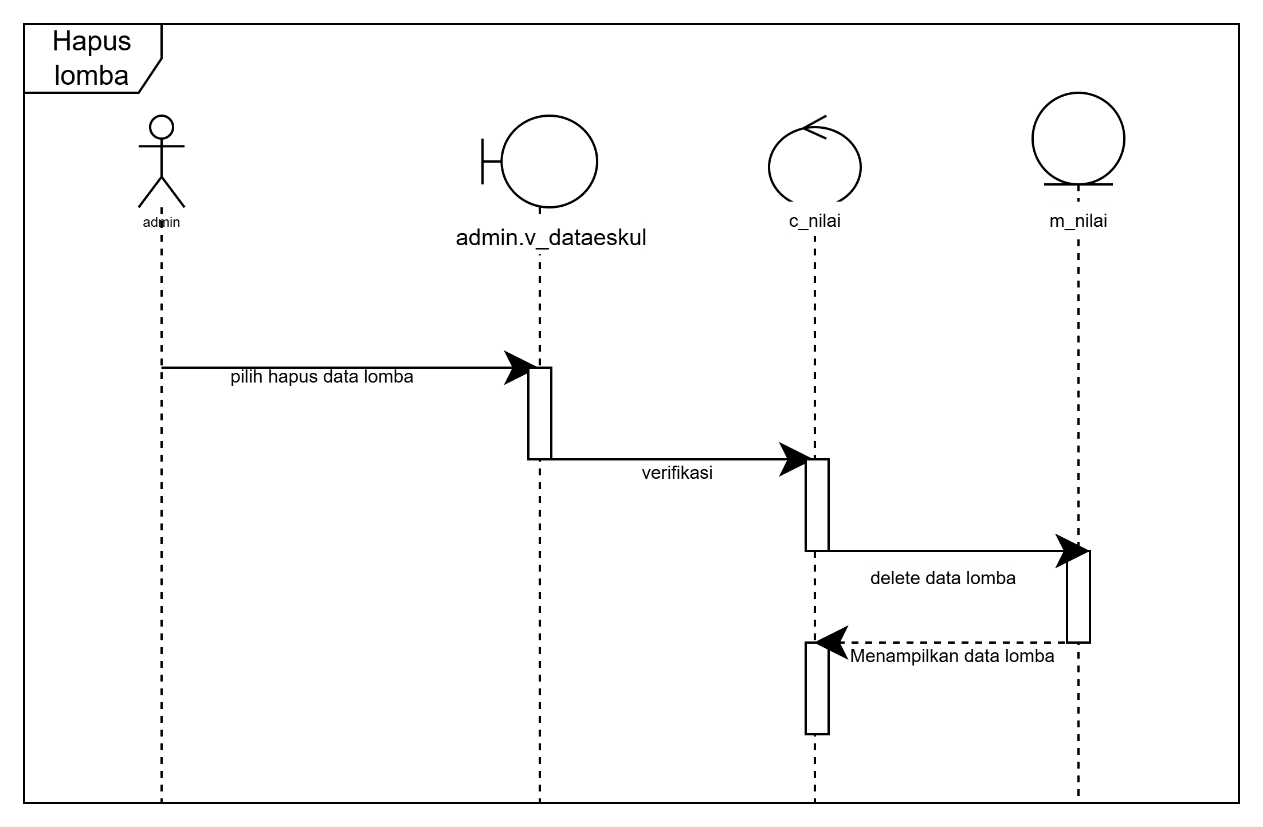 Hapus
lomba
admin
admin.v_dataeskul
c_nilai
m_nilai
pilih hapus data lomba
verifikasi
delete data lomba
Menampilkan data lomba